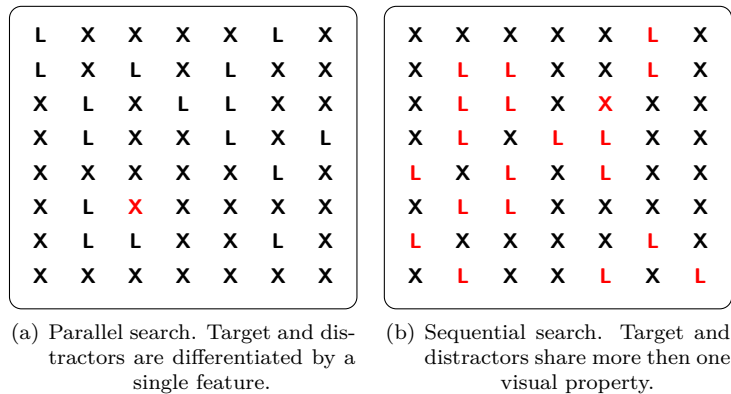 L X X X X L X
L X L X L X X
X L X L L X X
X L X X L X L
X X X X X L X
X L X X X X X
X L L X X L X
X X X X X X X
(a) Parallel search. Target and dis-
tractors are differentiated by a
single feature.
X X X X X L X
X L L X X L X
X L L X X X X
X L X L L X X
L X L X L X X
X L L X X X X
L X X X X L X
X L X X L X L
(b) Sequential search. Target and
distractors share more then one
visual property.